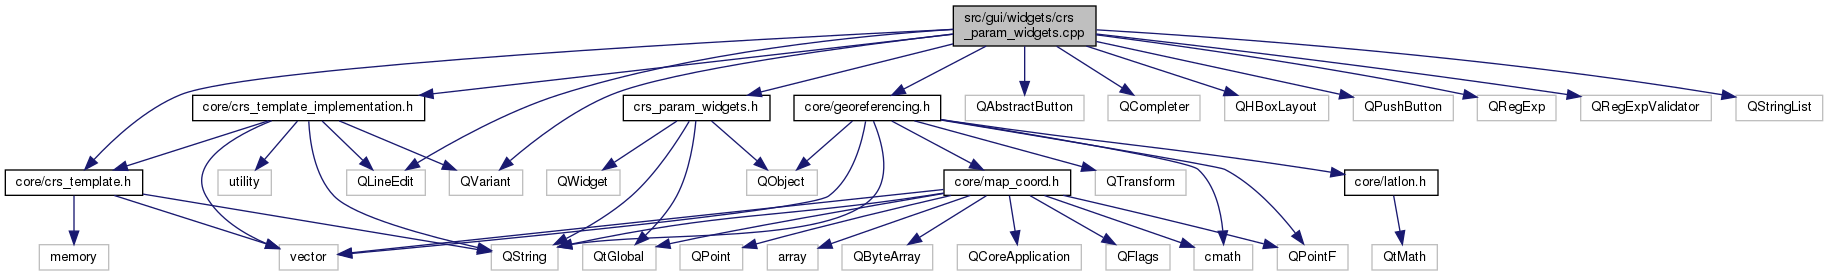 src/gui/widgets/crs
_param_widgets.cpp
core/crs_template_implementation.h
crs_param_widgets.h
core/georeferencing.h
QAbstractButton
QCompleter
QHBoxLayout
QPushButton
QRegExp
QRegExpValidator
QStringList
core/crs_template.h
utility
QLineEdit
QVariant
QWidget
QObject
core/map_coord.h
QTransform
core/latlon.h
memory
vector
QString
QtGlobal
QPoint
array
QByteArray
QCoreApplication
QFlags
cmath
QPointF
QtMath